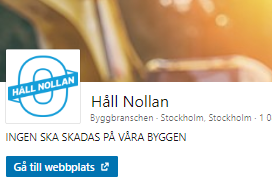 HÅLL NOLLAN
Håll Nollan
Byggbranschen · Stockholm, Stockholm · 1 0
INGEN SKA SKADAS PÅ VÅRA BYGGEN
Gå till webbplats